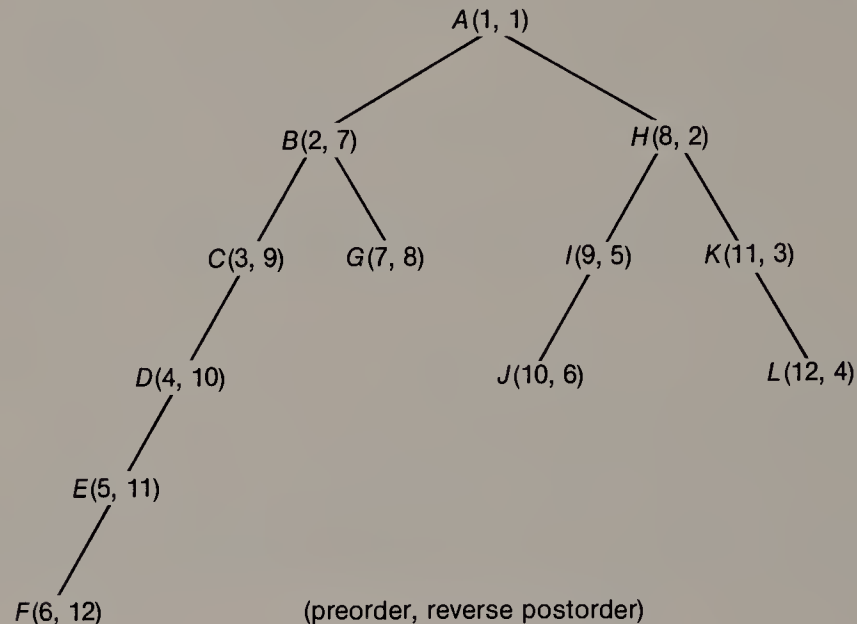 A(1, 1)
B(2, 7)
H(8, 2)
C(3, 9)
G(7, 8)
I(9, 5)
K(11, 3)
D(4, 10)
J(10, 6)
L(12, 4)
E(5, 11)
F(6, 12)
(preorder, reverse postorder)